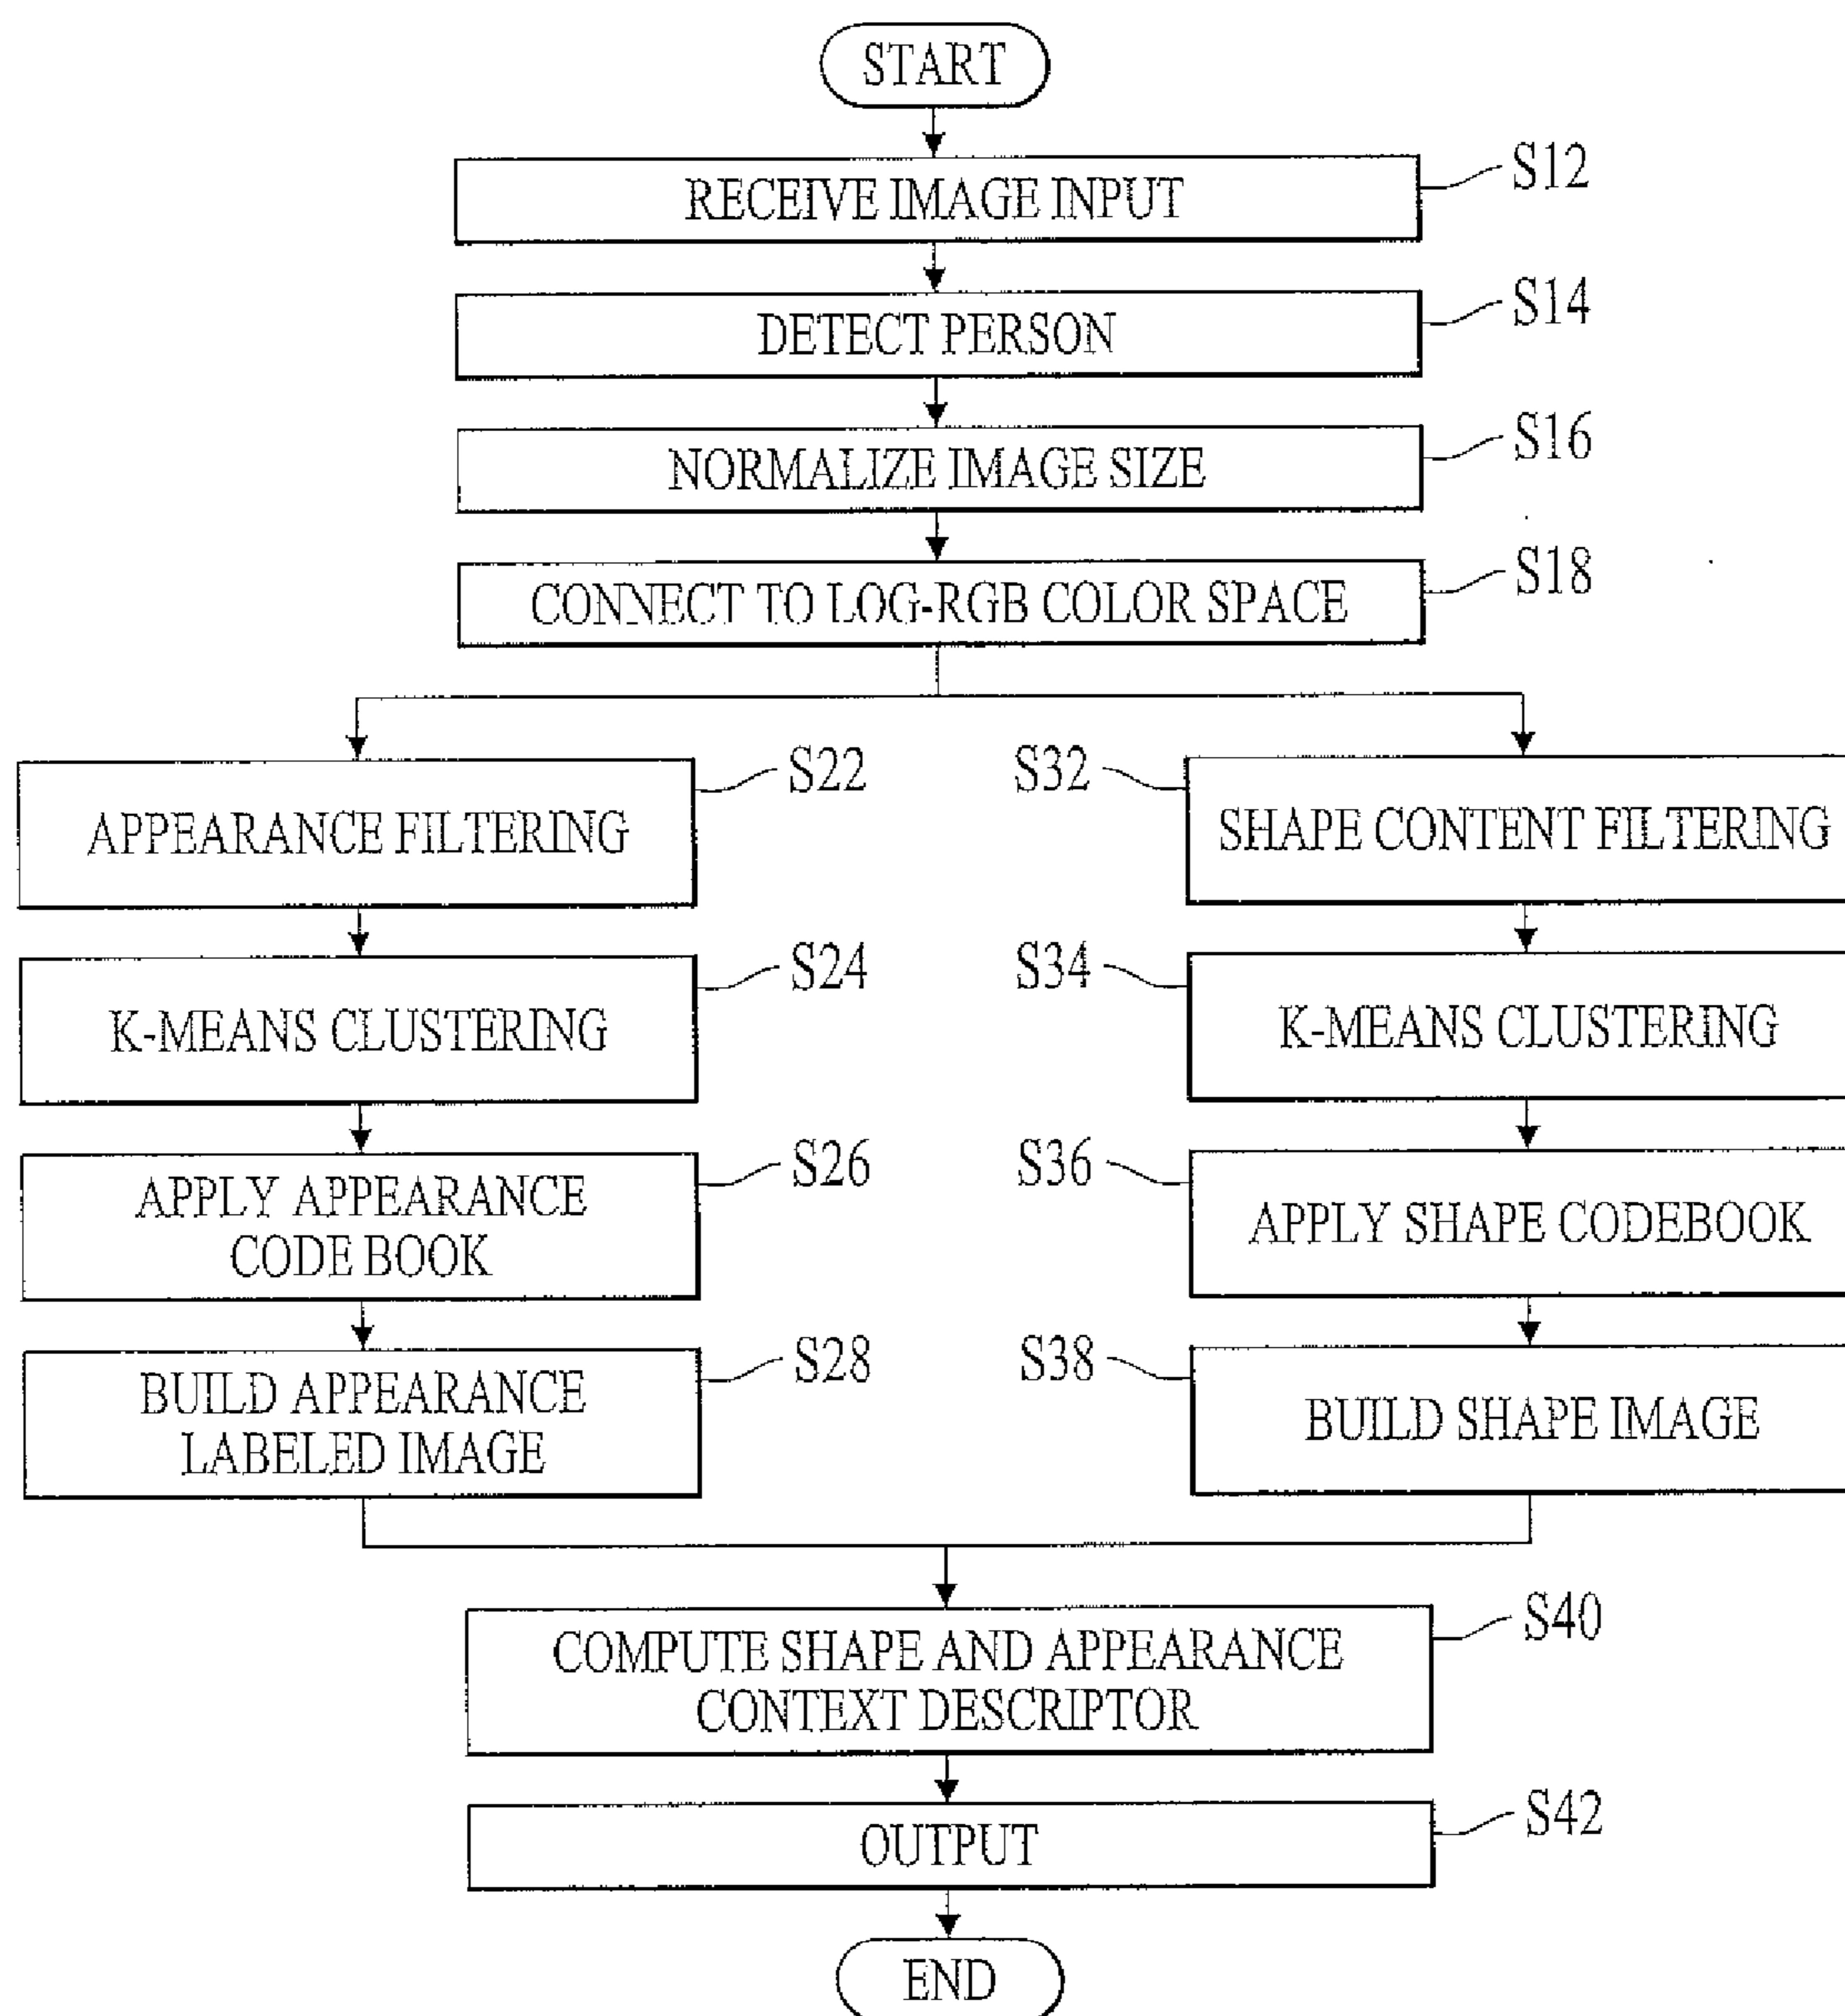 START
RECEIVE IMAGE INPUT
S12
DETECT PERSON
S14
NORMALIZE IMAGE SIZE
S16
CONNECT TO LOG-RGB COLOR SPACE
S18
APPEARANCE FILTERING
S22
S32
SHAPE CONTENT FILTERING
K-MEANS CLUSTERING
S24
S34
K-MEANS CLUSTERING
APPLY APPEARANCE
CODE BOOK
S26
S36
APPLY SHAPE CODEBOOK
BUILD APPEARANCE
LABELED IMAGE
S28
S38
BUILD SHAPE IMAGE
COMPUTE SHAPE AND APPEARANCE
CONTEXT DESCRIPTOR
S40
OUTPUT
S42
END